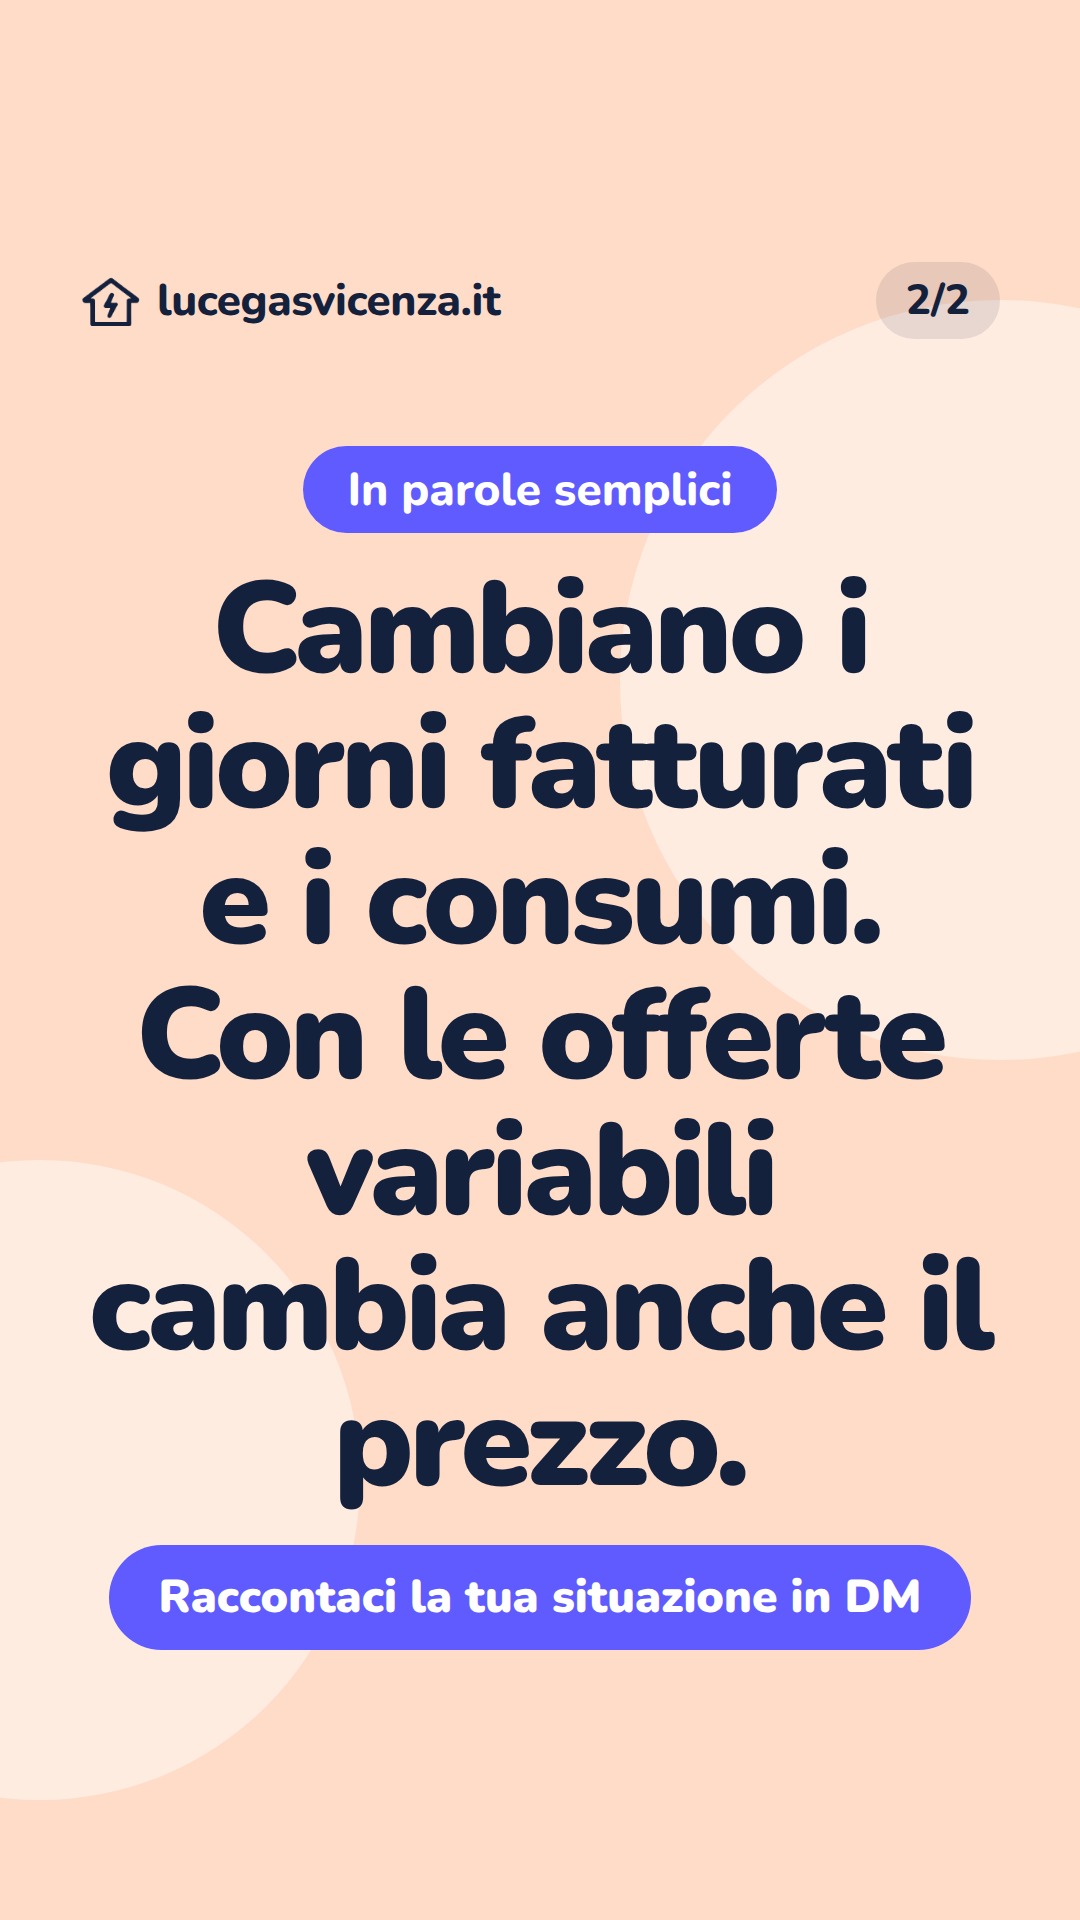 lucegasvicenza.it
2/2
In parole semplici
Cambiano i
giorni fatturati
e i consumi.
Con le offerte
variabili
cambia anche il
prezzo.
Raccontaci la tua situazione in DM